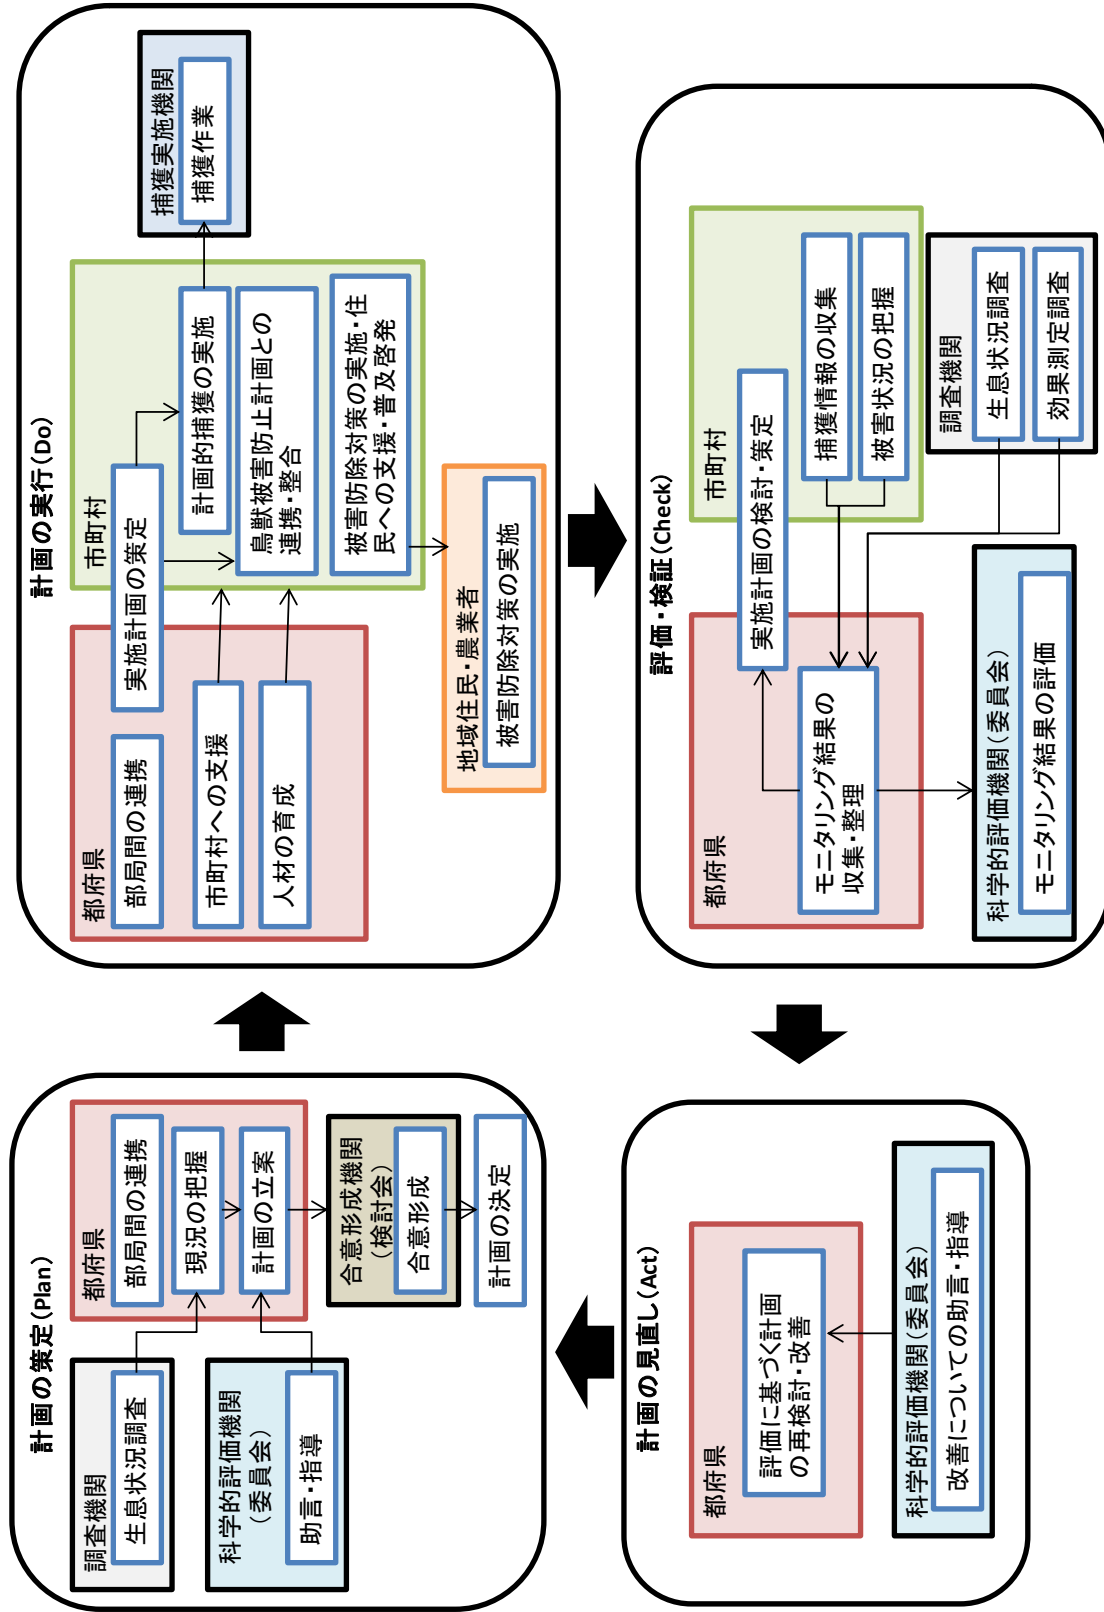 計画の策定(Plan)
調査機関
生息状況調査
科学的評価機関
(委員会)
助言・指導
都府県
部局間の連携
現況の把握
計画の立案
合意形成機関
(検討会)
合意形成
計画の決定
計画の実行(Do)
都府県
部局間の連携
市町村への支援
人材の育成
実施計画の策定
市町村
計画的捕獲の実施
鳥獣被害防止計画との
連携・整合
被害防除対策の実施・住
民への支援・普及啓発
捕獲実施機関
捕獲作業
地域住民・農業者
被害防除対策の実施
計画の見直し(Act)
都府県
評価に基づく計画
の再検討・改善
科学的評価機関(委員会)
改善についての助言・指導
評価・検証(Check)
都府県
モニタリング結果の
収集・整理
実施計画の検討・策定
市町村
捕獲情報の収集
被害状況の把握
調査機関
生息状況調査
効果測定調査
科学的評価機関(委員会)
モニタリング結果の評価